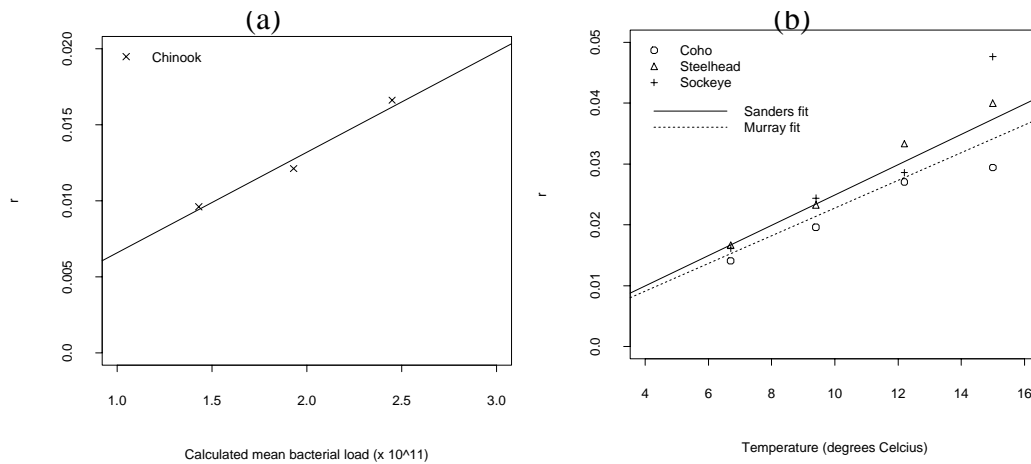 (a)
Chinook
0.020
0.015
0.010
0.005
0.0
r
1.0 1.5 2.0 2.5 3.0
Calculated mean bacterial load (x 10^11)
(b)
Coho
Steelhead
Sockeye
Sanders fit
Murray fit
0.05
0.04
0.03
0.02
0.01
0.0
r
4 6 8 10 12 14 16
Temperature (degrees Celcius)